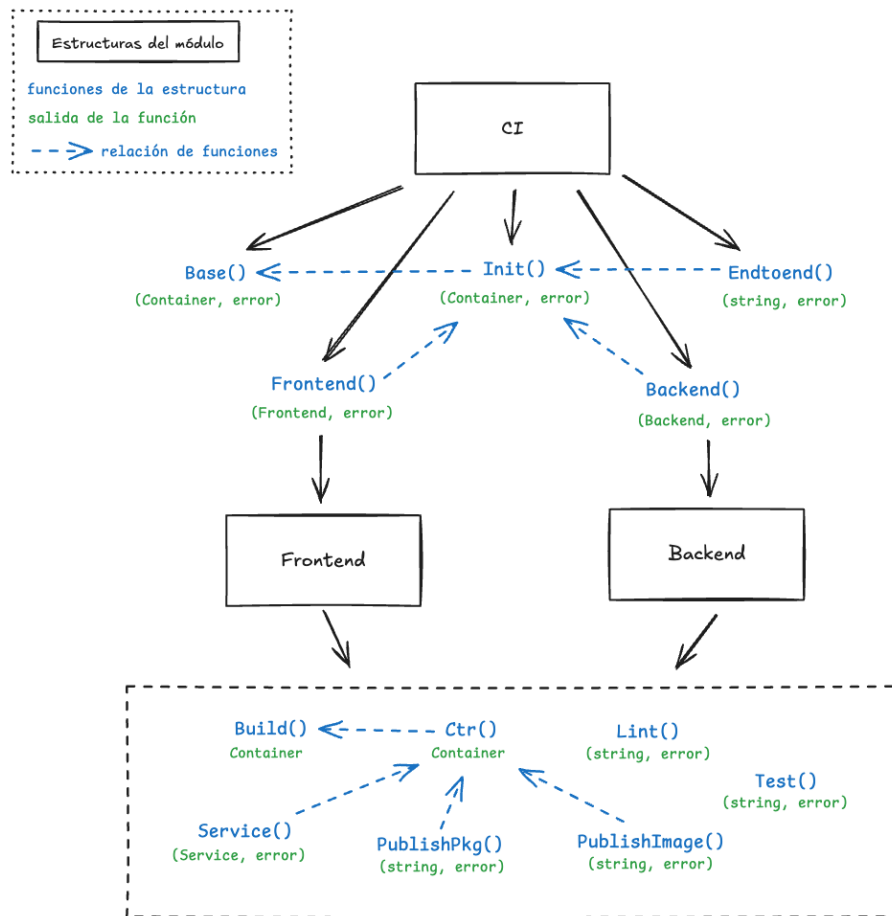 Estructuras del módulo
funciones de la estructura
salida de la función
relación de funciones
CI
Base()
(Container, error)
Init()
(Container, error)
Endtoend()
(string, error)
Frontend()
(Frontend, error)
Backend()
(Backend, error)
Frontend
Backend
Build()
Container
Ctr()
Container
Lint()
(string, error)
Test()
(string, error)
Service()
(Service, error)
PublishPkg()
(string, error)
PublishImage()
(string, error)